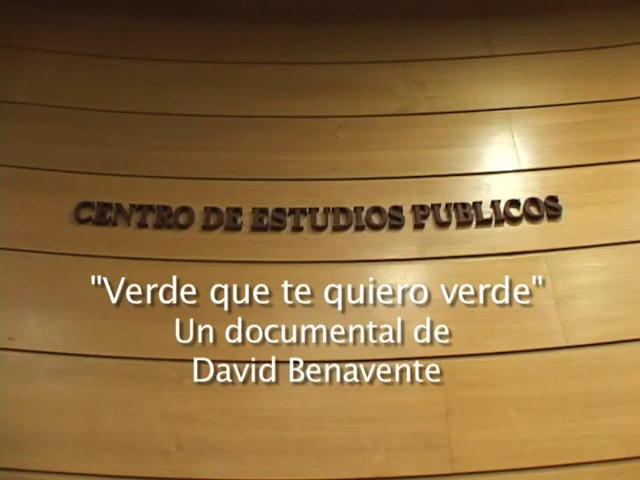 CENTRO DE ESTUDIOS PUBLICOS
"Verde que te quiero verde"
Un documental de
David Benavente